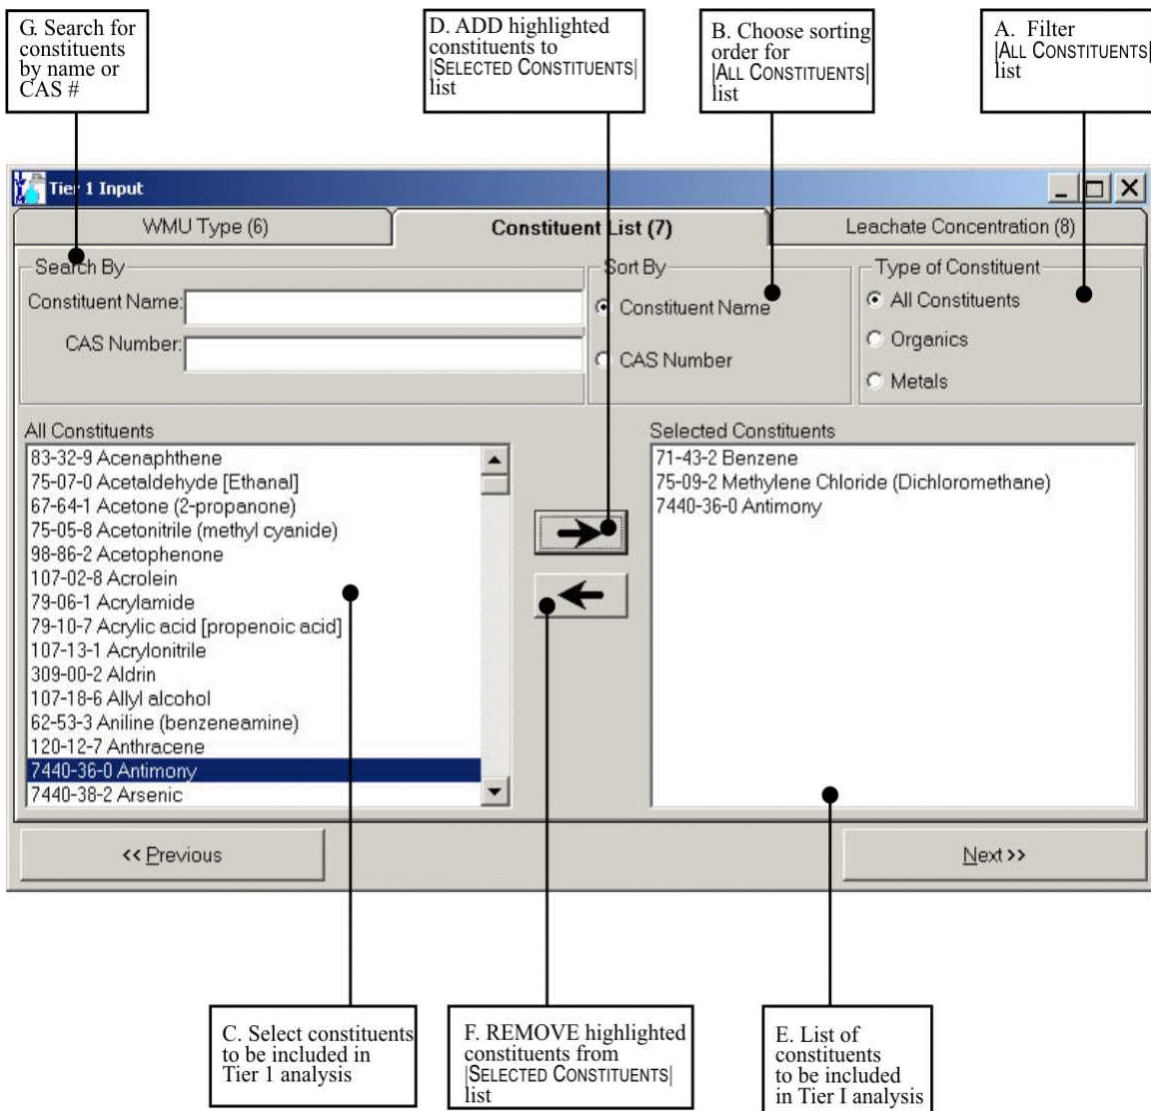 G. Search for
constituents
by name or
CAS #
D. ADD highlighted
constituents to
|SELECTED CONSTITUENTS|
list
B. Choose sorting
order for
|ALL CONSTITUENTS|
list
A. Filter
|ALL CONSTITUENTS|
list
Tier 1 Input
WMU Type (6)
Constituent List (7)
Leachate Concentration (8)
Search By
Constituent Name:
CAS Number:
Sort By
Constituent Name
CAS Number
Type of Constituent
All Constituents
Organics
Metals
All Constituents
83-32-9 Acenaphthene
75-07-0 Acetaldehyde [Ethanal]
67-64-1 Acetone (2-propanone)
75-05-8 Acetonitrile (methyl cyanide)
98-86-2 Acetophenone
107-02-8 Acrolein
79-06-1 Acrylamide
79-10-7 Acrylic acid [propenoic acid]
107-13-1 Acrylonitrile
309-00-2 Aldrin
107-18-6 Allyl alcohol
62-53-3 Aniline (benzeneamine)
120-12-7 Anthracene
7440-36-0 Antimony
7440-38-2 Arsenic
Selected Constituents
71-43-2 Benzene
75-09-2 Methylene Chloride (Dichloromethane)
7440-36-0 Antimony
<< Previous
Next >>
C. Select constituents
to be included in
Tier 1 analysis
F. REMOVE highlighted
constituents from
|SELECTED CONSTITUENTS|
list
E. List of
constituents
to be included
in Tier I analysis